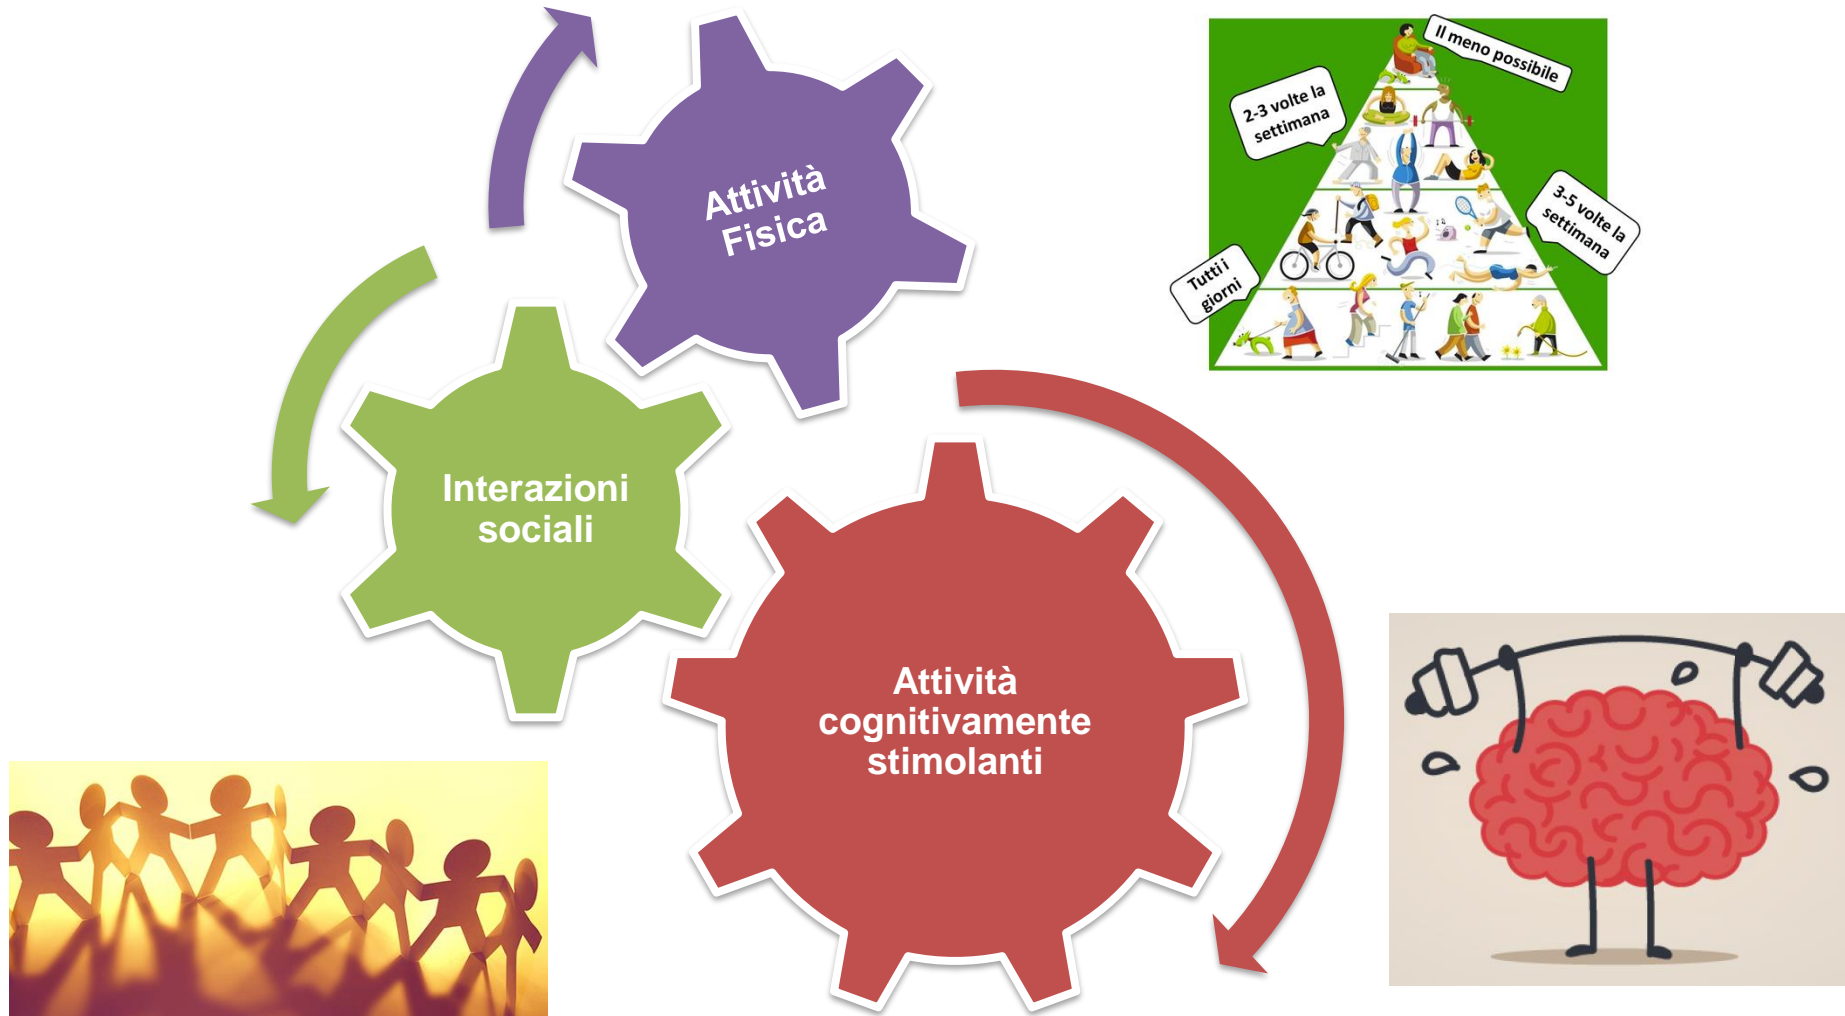 Attività
Fisica
Interazioni
sociali
Attività
cognitivamente
stimolanti
Il meno possibile
2-3 volte la
settimana
3-5 volte la
settimana
Tutti i
giorni